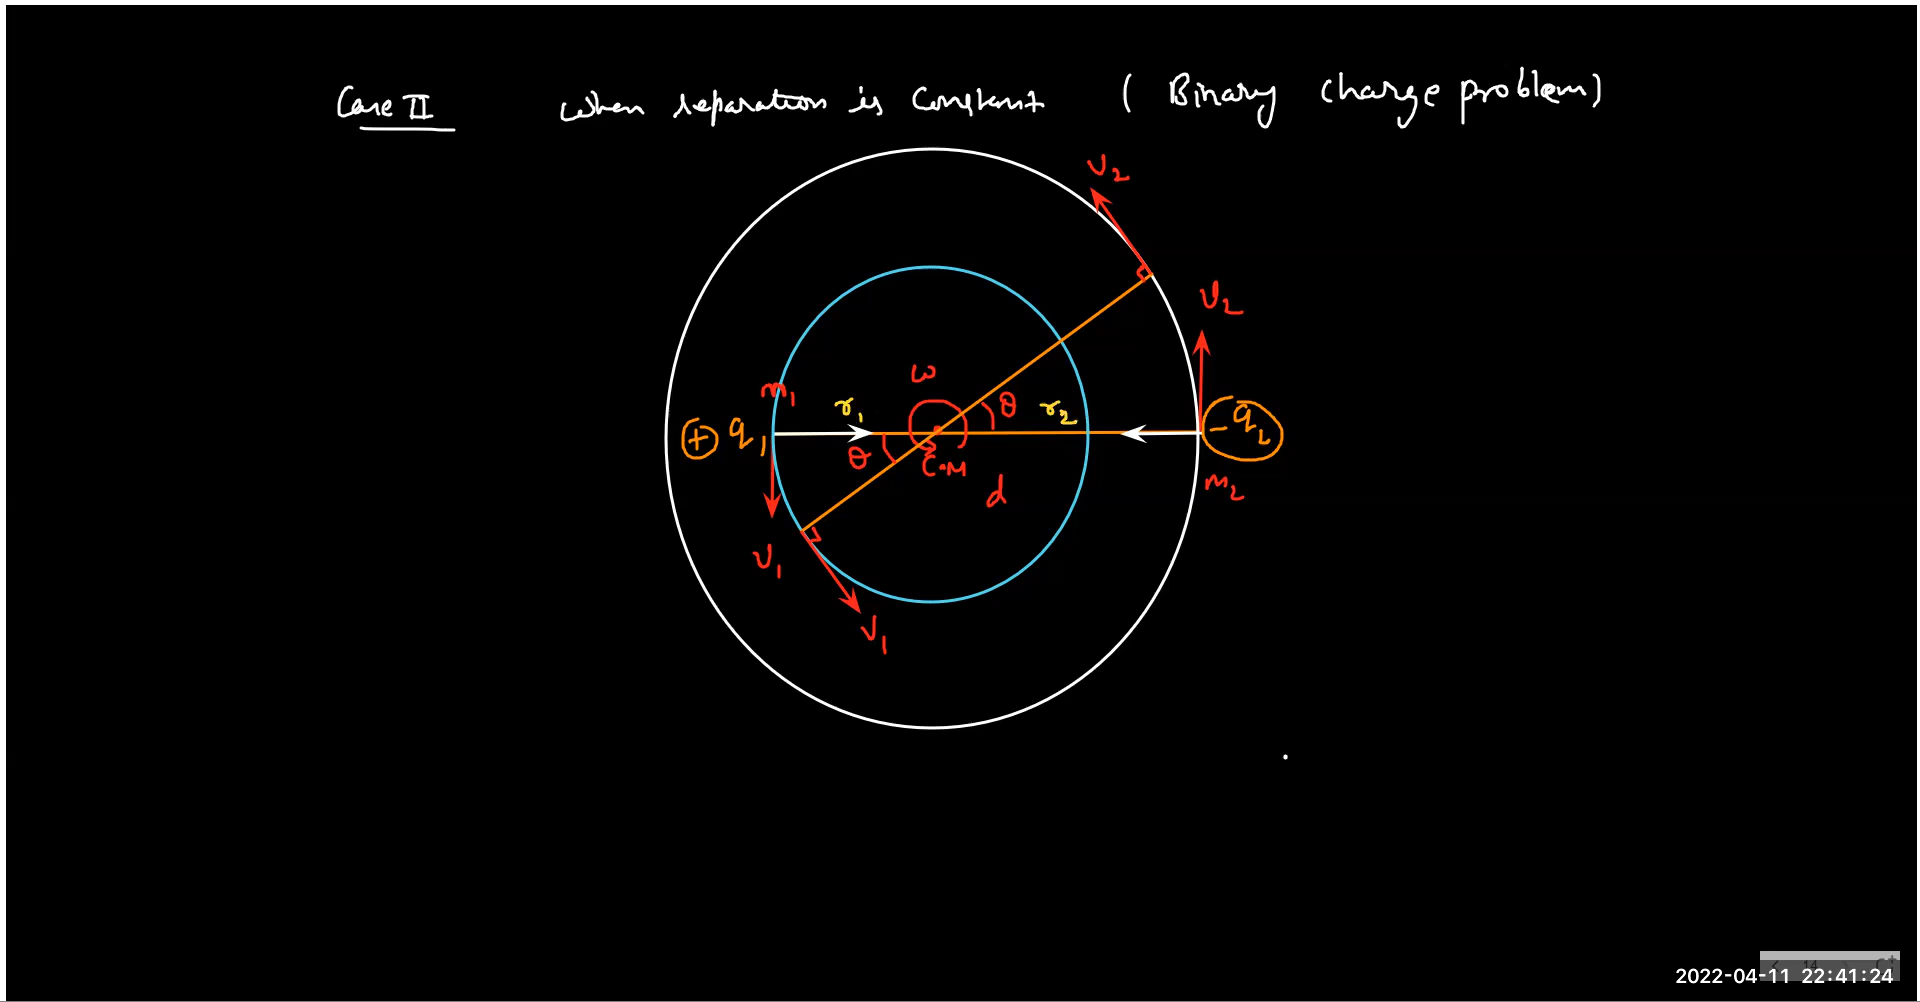 Case II when separation is Constant ( Binary charge problem)
v2
v2
ω
m1
r1 θ r2
+ q1 - q2
θ C.M
d m2
v1
v1
2022-04-11 22:41:24